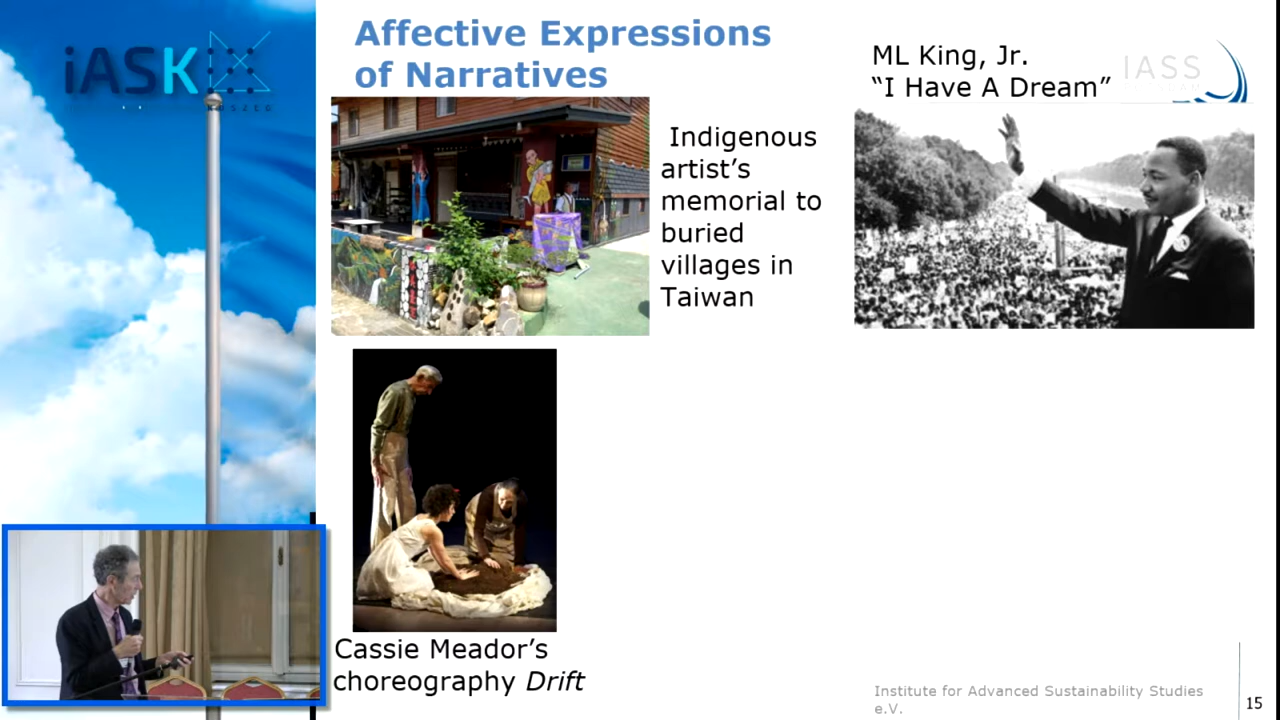 iASK
KOSZEG
Affective Expressions
of Narratives
Indigenous
artist’s
memorial to
buried
villages in
Taiwan
ML King, Jr.
“I Have A Dream”
IASS
Cassie Meador’s
choreography Drift
Institute for Advanced Sustainability Studies
e.V.
15